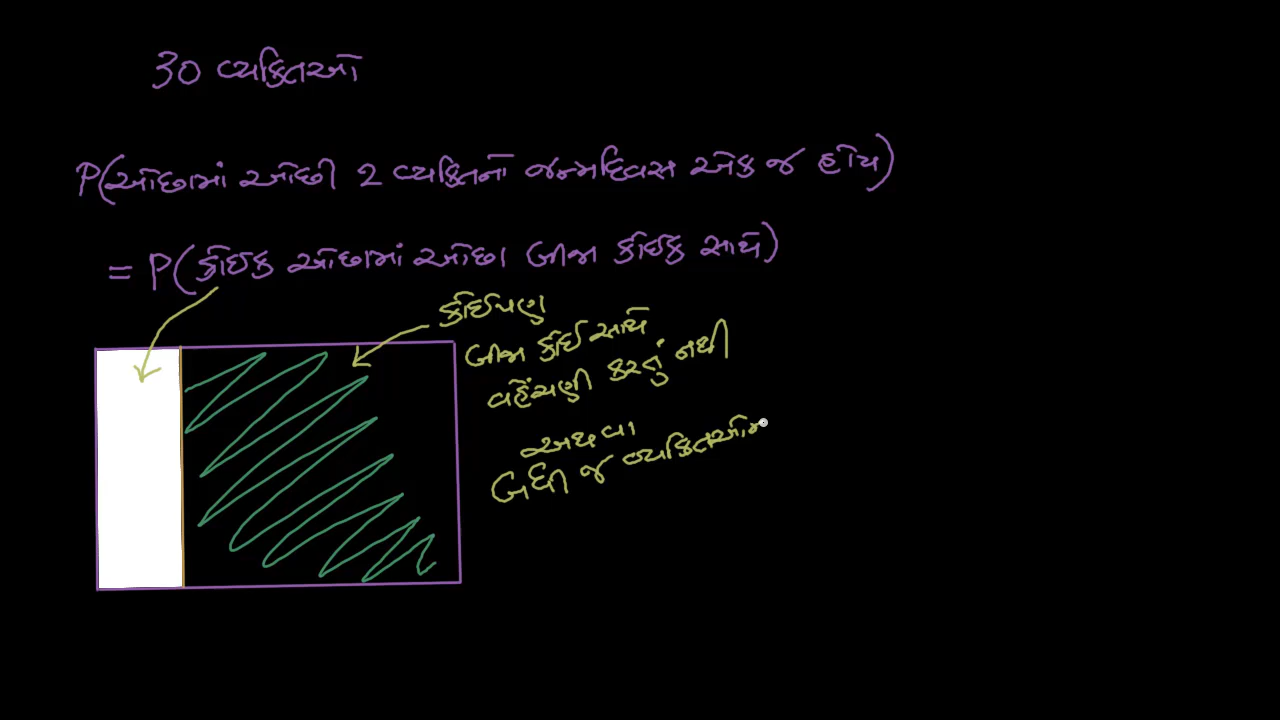 30 વ્યક્તિઓ
P(ઓછામાં ઓછી 2 વ્યક્તિનો જન્મદિવસ એક જ હોય)
= P(કોઈક ઓછામાં ઓછા બીજા કોઈક સાથે)
કોઈપણ
બીજા કોઈ સાથે
વહેંચણી કરતું નથી
અથવા
બધી જ વ્યક્તિઓમ